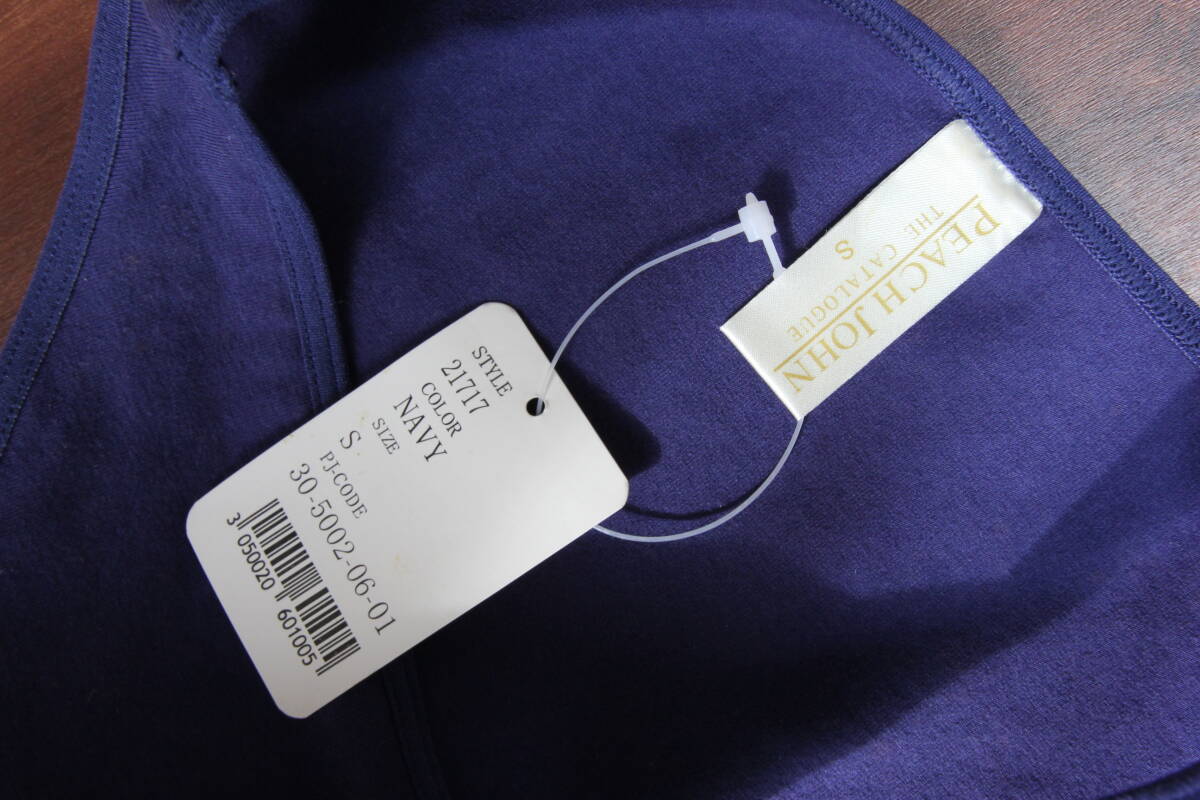 STYLE
21717
COLOR
NAVY
SIZE
S
PJ-CODE
30-5002-06-01
3 050020 601005
PEACH JOHN
THE CATALOGUE
S